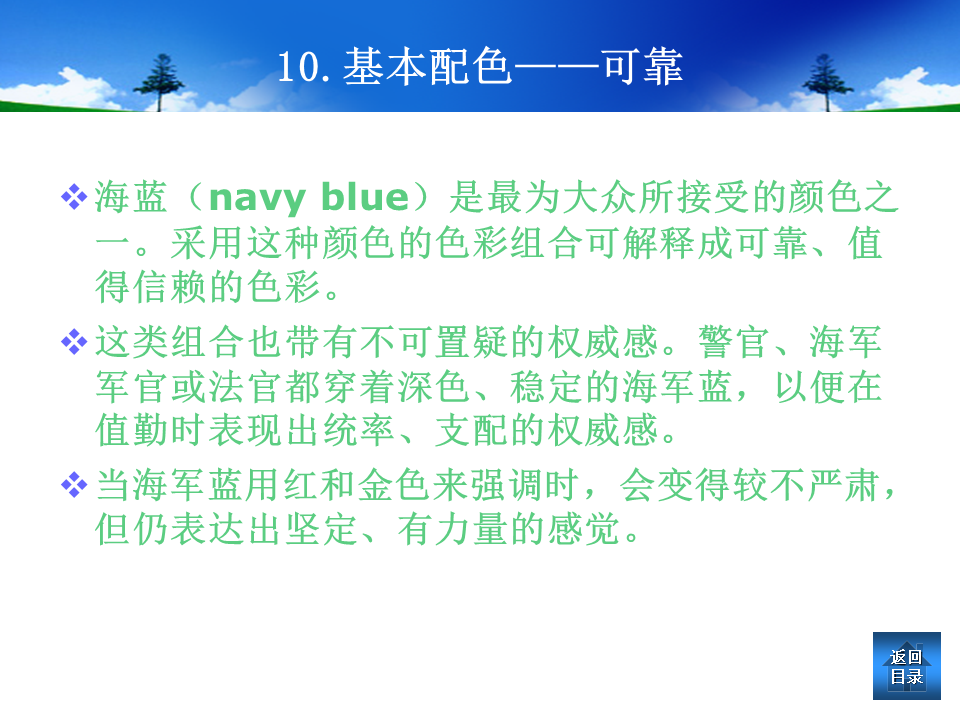 10.基本配色——可靠
海蓝（navy blue）是最为大众所接受的颜色之
一。采用这种颜色的色彩组合可解释成可靠、值
得信赖的色彩。
这类组合也带有不可置疑的权威感。警官、海军
军官或法官都穿着深色、稳定的海军蓝，以便在
值勤时表现出统率、支配的权威感。
当海军蓝用红和金色来强调时，会变得较不严肃，
但仍表达出坚定、有力量的感觉。
返回
目录